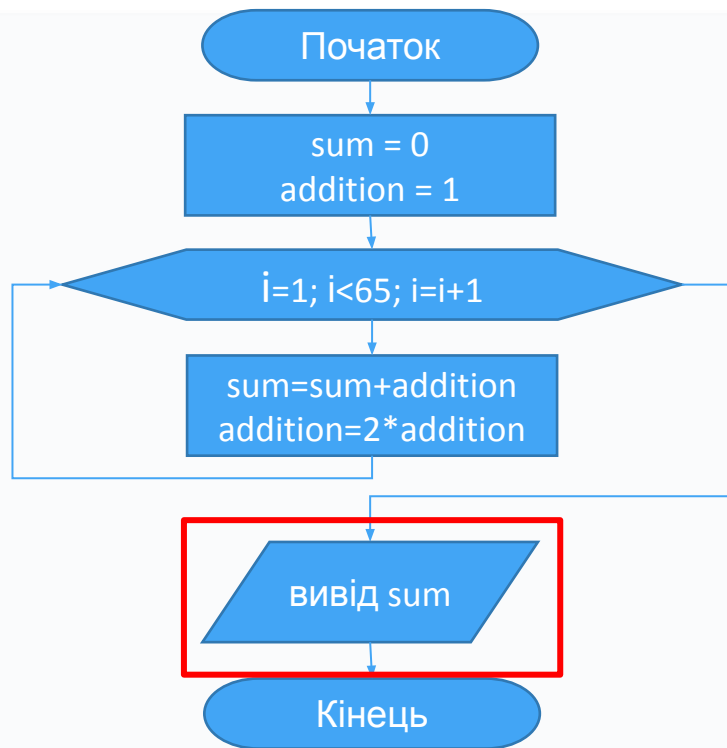 Початок
sum = 0
addition = 1
i=1; i<65; i=i+1
sum=sum+addition
addition=2*addition
вивід sum
Кінець